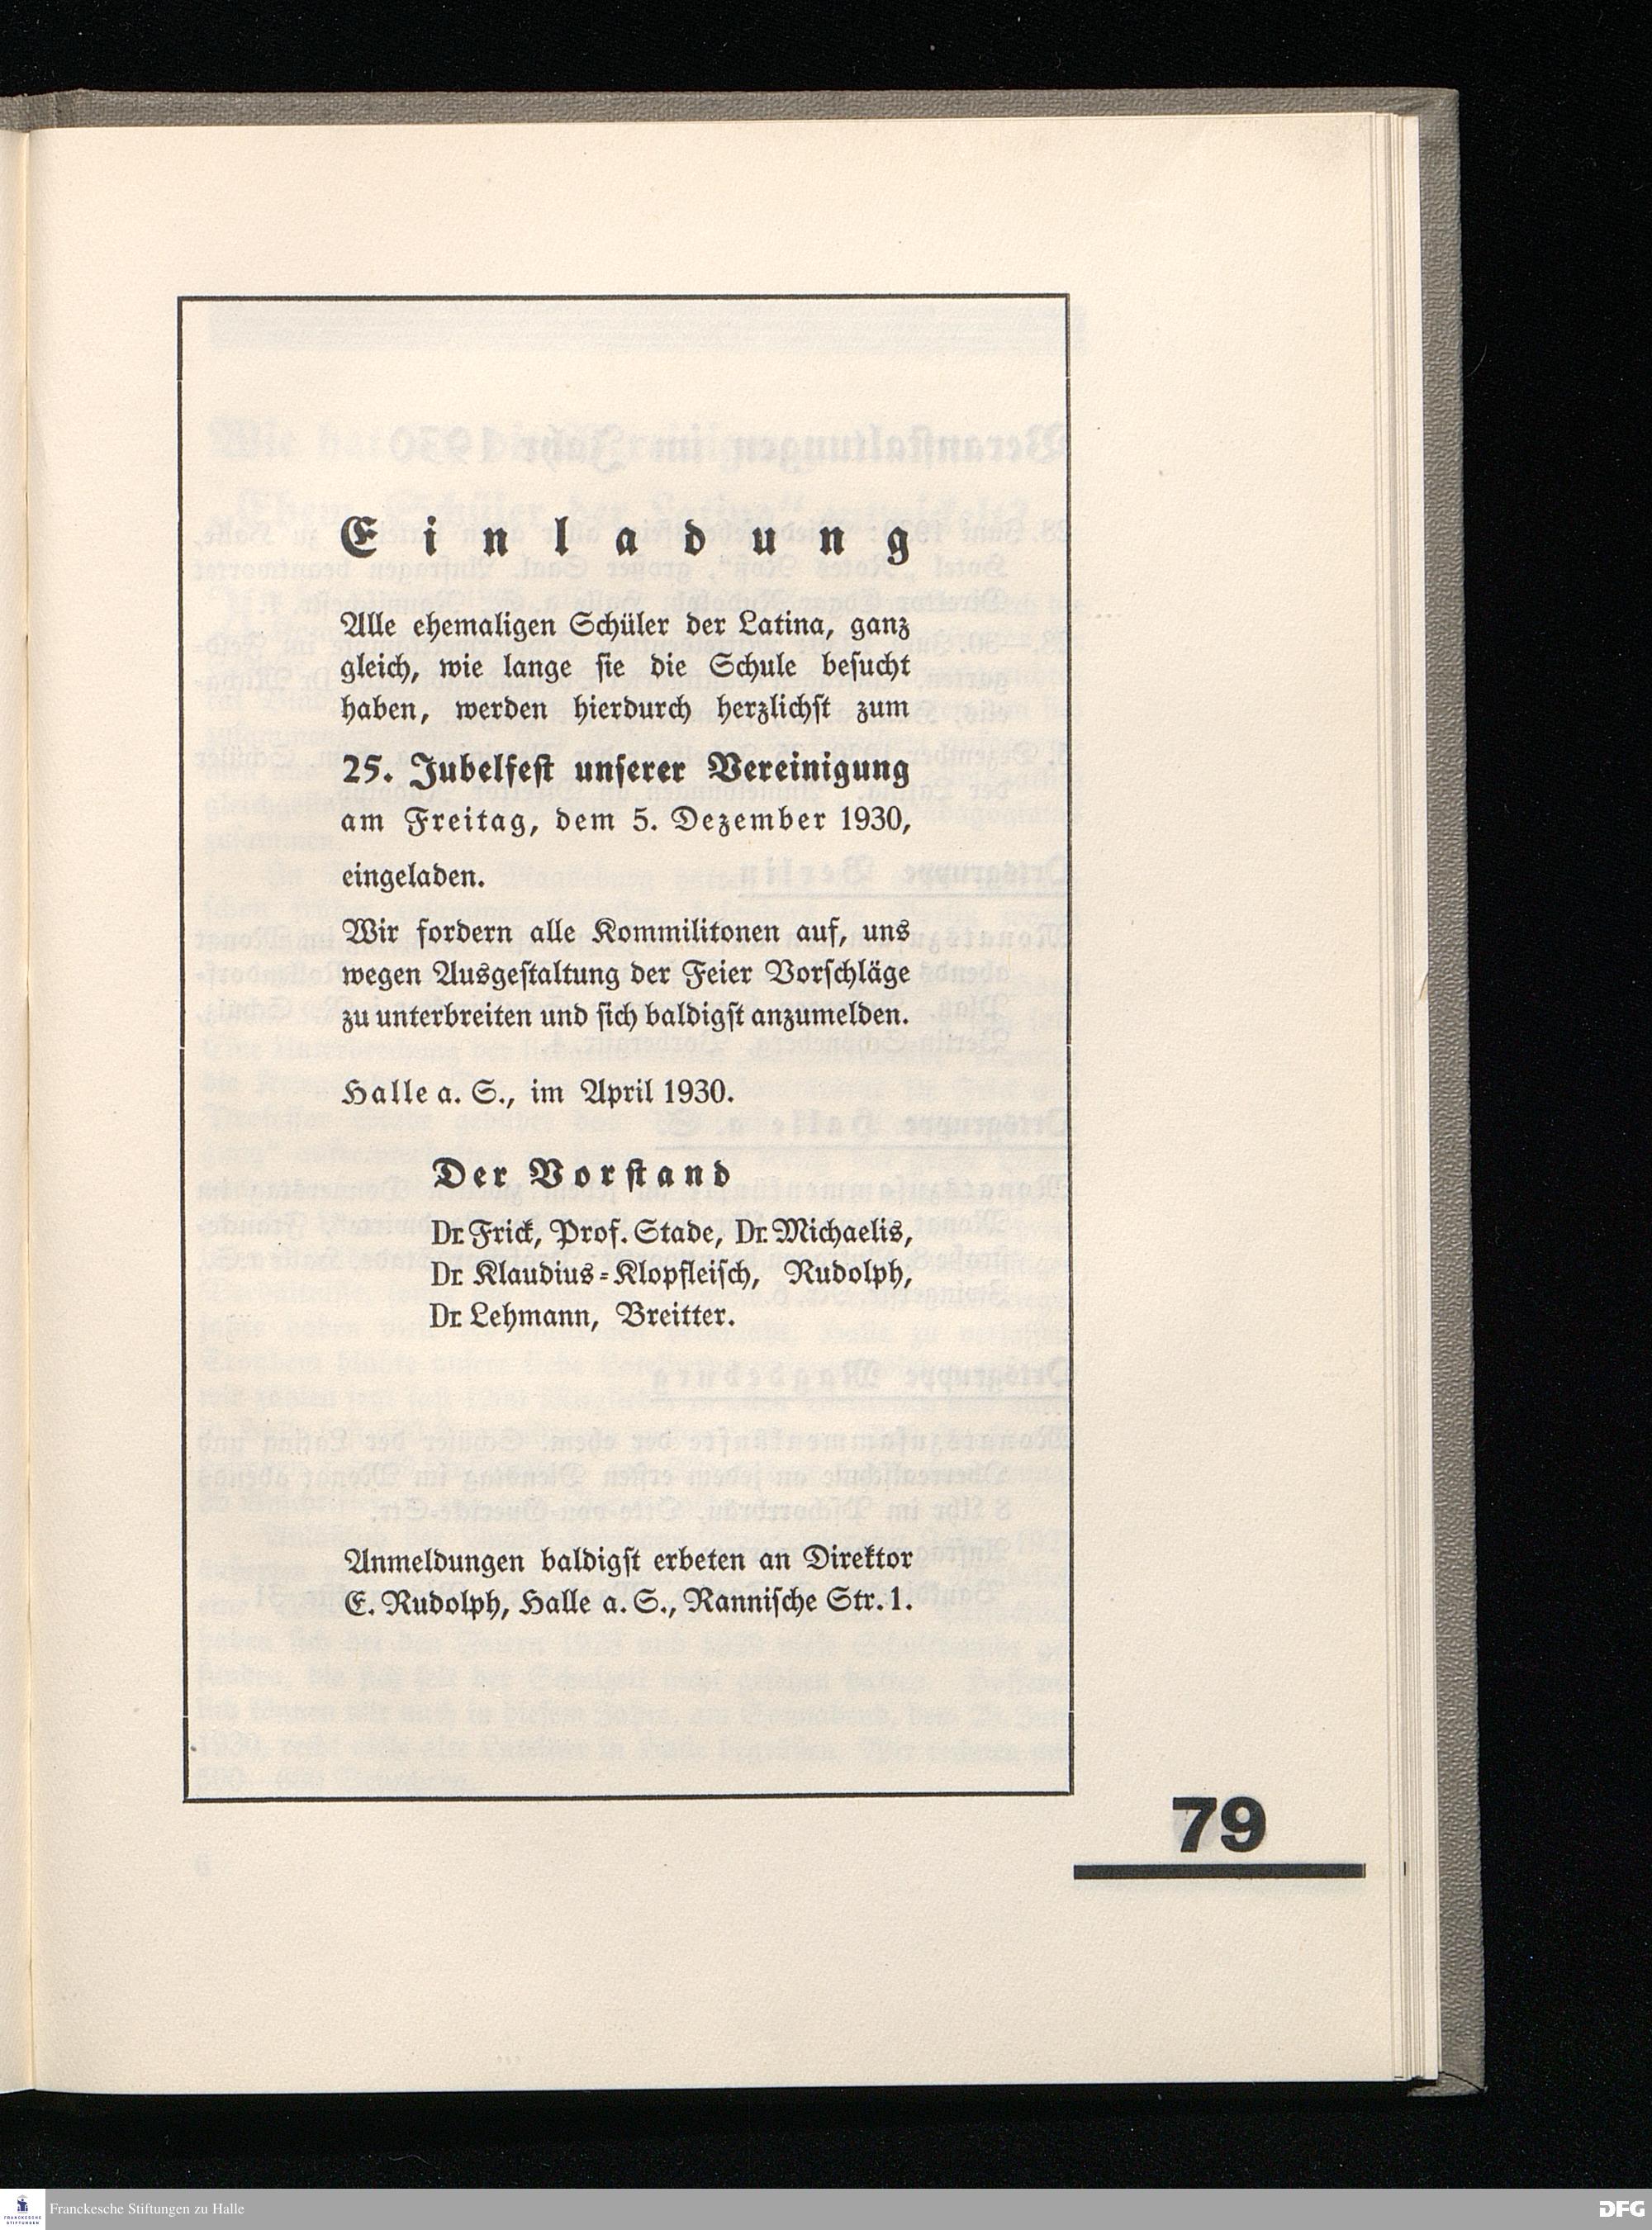 Einladung
Alle ehemaligen Schüler der Latina, ganz
gleich, wie lange sie die Schule besucht
haben, werden hierdurch herzlichst zum
25. Jubelfest unserer Vereinigung
am Freitag, dem 5. Dezember 1930,
eingeladen.
Wir fordern alle Kommilitonen auf, uns
wegen Ausgestaltung der Feier Vorschläge
zu unterbreiten und sich baldigst anzumelden.
Halle a. S., im April 1930.
Der Vorstand
Dr. Frick, Prof. Stade, Dr. Michaelis,
Dr. Klaudius-Klopfleisch, Rudolph,
Dr. Lehmann, Breitter.
Anmeldungen baldigst erbeten an Direktor
E. Rudolph, Halle a. S., Rannische Str. 1.
79
FRANCKESCHE STIFTUNGEN
Franckesche Stiftungen zu Halle
DFG